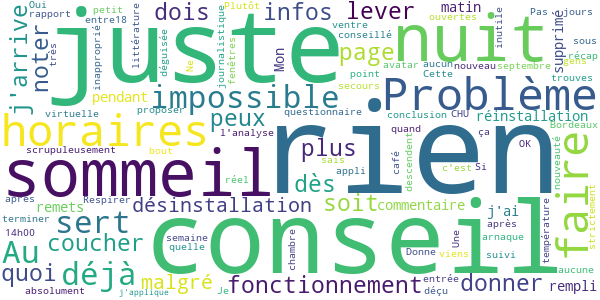 Oui
rapport
petit
entre18
j'arrive
noter
très
inapproprié
littérature
déguisée
dois
Plutôt
infos
Ne
journalistique
fenêtres
Mon
ventre
conseillé
lever
matin
ouvertes
inutile
Pas
jours
supprimé
sous
récap
juste
nuit
page
avatar
aucun
Cette
nouveau
septembre
gens
trouves
pendant
impossible
point
secours
Problème
virtuelle
proposer
peux
questionnaire
conclusion
CHU
réinstallation
horaires
l'analyse
quand
ça
Bordeaux
scrupuleusement
bout
plus
sais
café
descendent
OK
rien
sommeil
dès
appli
c'est
Si
nouveauté
faire
strictement
réel
après
Respirer
remets
désinstallation
soit
commentaire
j'ai
terminer
sert
conseil
après
arnaque
température
14h00
Au
coucher
semaine
quelle
chambre
Donne
viens
Une
suivi
quoi
déjà
malgré
fonctionnement
entrée
déçu
donner
aucune
rempli
absolument
j'applique
Je